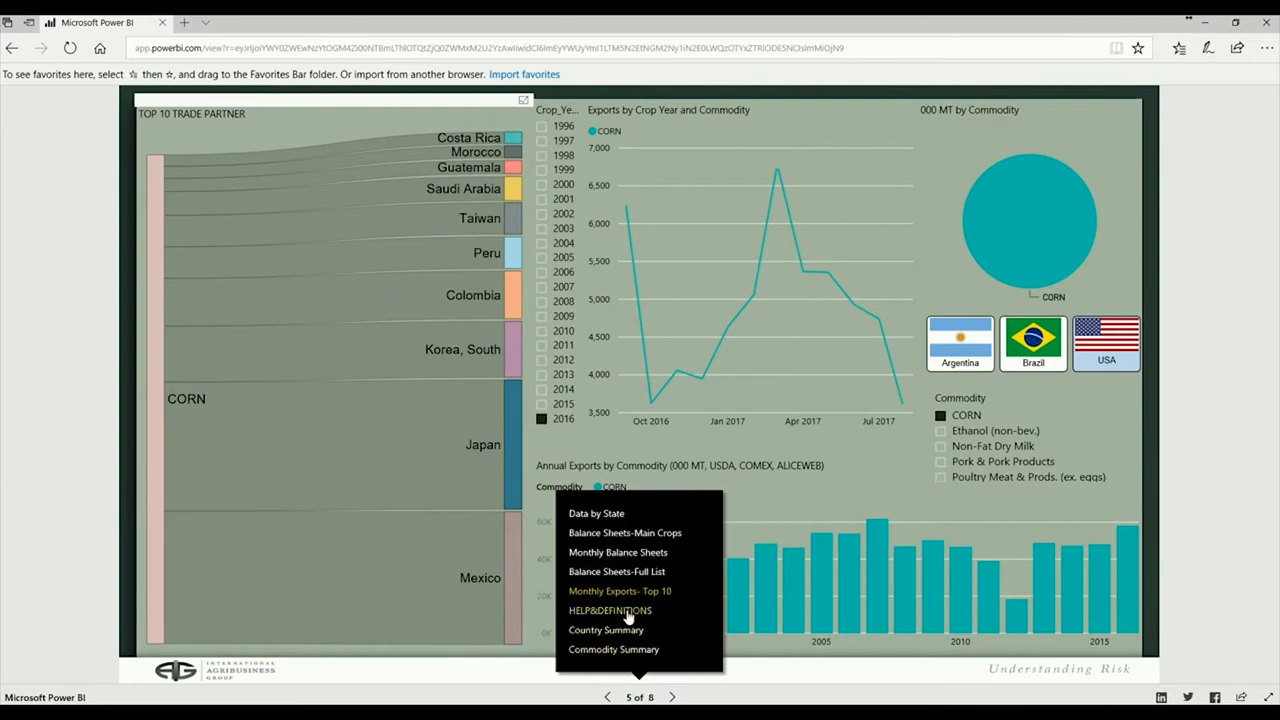 Microsoft Power BI
To see favorites here, select ☆ then ☆, and drag to the Favorites Bar folder. Or import from another browser. Import favorites
TOP 10 TRADE PARTNER
Costa Rica
Morocco
Guatemala
Saudi Arabia
Taiwan
Peru
Colombia
Korea, South
CORN
Japan
Mexico
Crop_Ye...
1996
1997
1998
1999
2000
2001
2002
2003
2004
2005
2006
2007
2008
2009
2010
2011
2012
2013
2014
2015
2016
Exports by Crop Year and Commodity
CORN
7,000
6,500
6,000
5,500
5,000
4,500
4,000
3,500
Oct 2016
Jan 2017
Apr 2017
Jul 2017
000 MT by Commodity
CORN
Argentina
Brazil
USA
Commodity
CORN
Ethanol (non-bev.)
Non-Fat Dry Milk
Pork & Pork Products
Poultry Meat & Prods. (ex. eggs)
Annual Exports by Commodity (000 MT, USDA, COMEX, ALICEWEB)
Commodity CORN
60K
40K
20K
0K
2005
2010
2015
Data by State
Balance Sheets-Main Crops
Monthly Balance Sheets
Balance Sheets-Full List
Monthly Exports- Top 10
HELP&DEFINITIONS
Country Summary
Commodity Summary
INTERNATIONAL
AGRIBUSINESS
GROUP
Understanding Risk
Microsoft Power BI
5 of 8